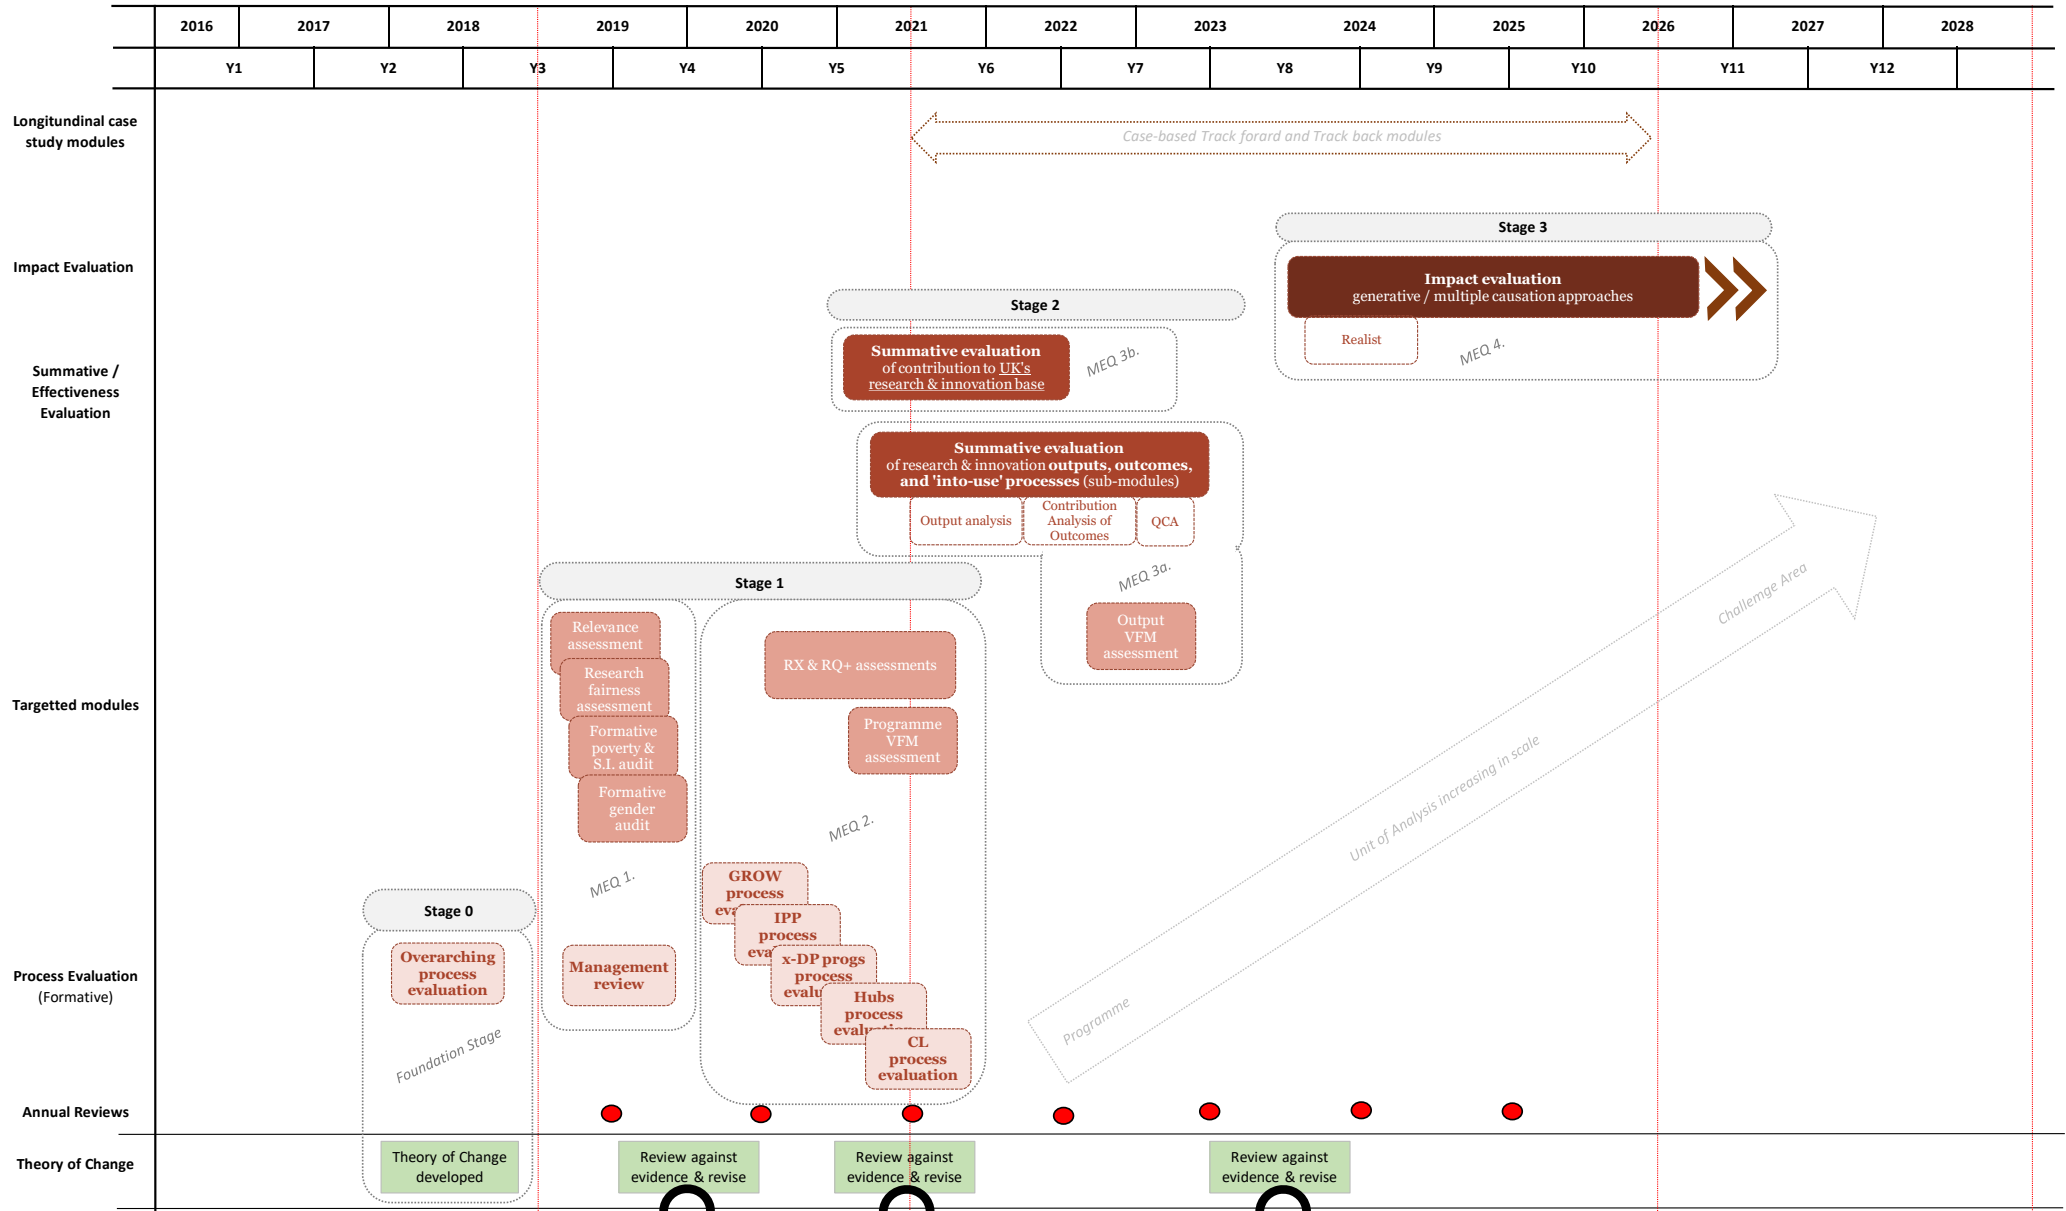 2016 2017 2018 2019 2020 2021 2022 2023 2024 2025 2026 2027 2028
Y1 Y2 Y3 Y4 Y5 Y6 Y7 Y8 Y9 Y10 Y11 Y12
Longitundinal case
study modules
Case-based Track forard and Track back modules
Stage 3
Impact Evaluation
Impact evaluation
generative / multiple causation approaches
Realist
MEQ 4.
Stage 2
Summative /
Effectiveness
Evaluation
Summative evaluation
of contribution to UK's
research & innovation base
MEQ 3b.
Summative evaluation
of research & innovation outputs, outcomes,
and 'into-use' processes (sub-modules)
Output analysis
Contribution
Analysis of
Outcomes
QCA
MEQ 3a.
Output
VFM
assessment
Stage 1
Targetted modules
Relevance
assessment
Research
fairness
assessment
Formative
poverty &
S.I. audit
Formative
gender
audit
MEQ 1.
RX & RQ+ assessments
Programme
VFM
assessment
MEQ 2.
Challemge Area
Unit of Analysis increasing in scale
Programme
Stage 0
Process Evaluation
(Formative)
Overarching
process
evaluation
Foundation Stage
Management
review
GROW
process
IPP
process
x-DP progs
process
Hubs
process
CL
process
evaluation
Annual Reviews
Theory of Change
Theory of Change
developed
Review against
evidence & revise
Review against
evidence & revise
Review against
evidence & revise